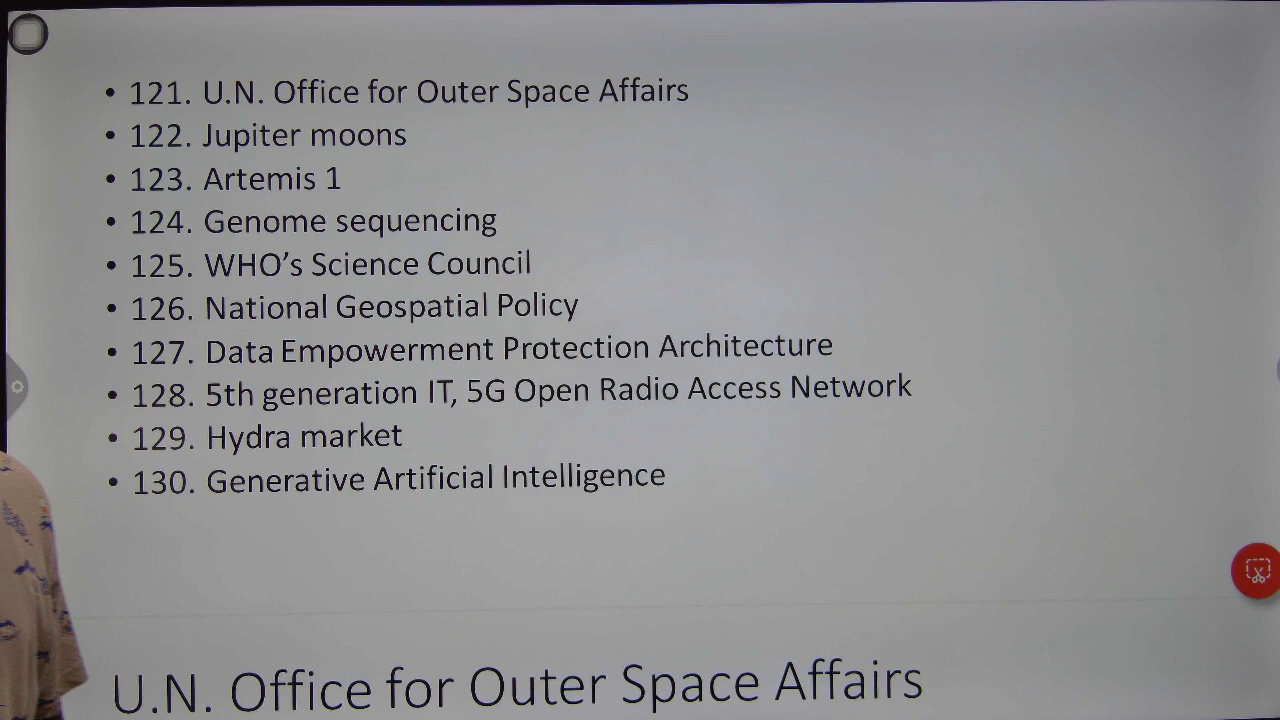 • 121. U.N. Office for Outer Space Affairs
• 122. Jupiter moons
• 123. Artemis 1
• 124. Genome sequencing
• 125. WHO's Science Council
• 126. National Geospatial Policy
• 127. Data Empowerment Protection Architecture
• 128. 5th generation IT, 5G Open Radio Access Network
• 129. Hydra market
• 130. Generative Artificial Intelligence
U.N. Office for Outer Space Affairs